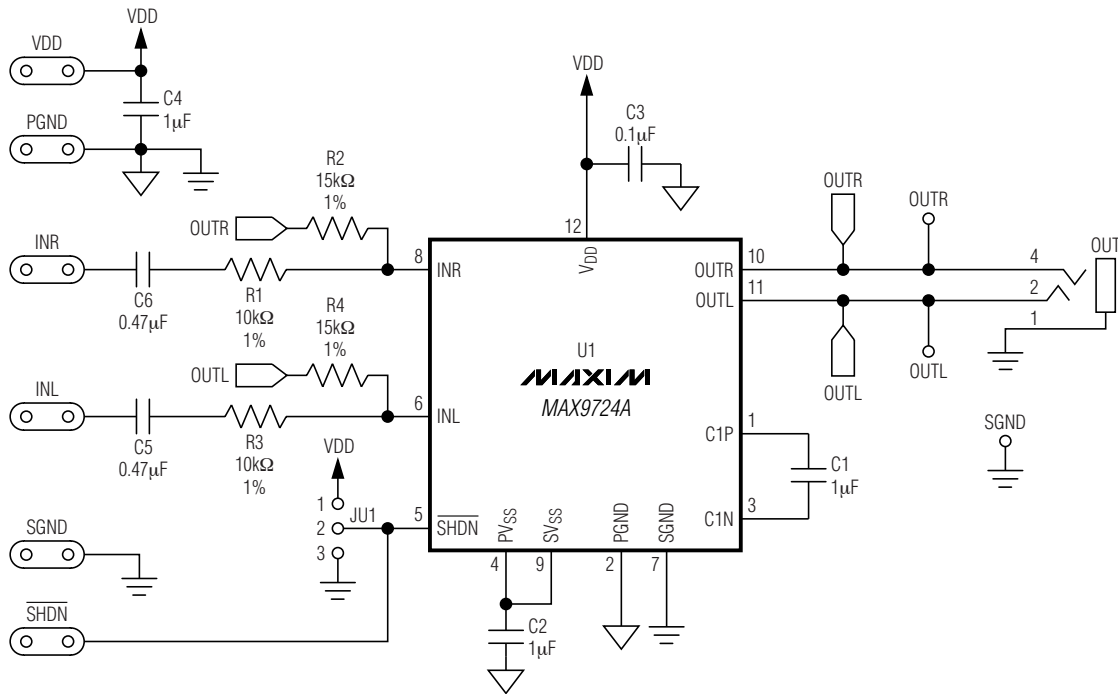 VDD
VDD
C4
1µF
PGND
VDD
C3
0.1µF
R2
15kΩ
1%
OUTR
INR
C6
0.47µF
R1
10kΩ
1%
8
INR
12
VDD
OUTR
10
OUTL
11
OUTR
OUTR
OUTL
OUTL
4
2
1
OUT
R4
15kΩ
1%
OUTL
INL
C5
0.47µF
R3
10kΩ
1%
6
INL
U1
MAXIM
MAX9724A
C1P
1
C1
1µF
C1N
3
SGND
VDD
1
2
3
JU1
5
SHDN
PVSS
SVSS
PGND
SGND
4
9
2
7
C2
1µF
SGND
SHDN